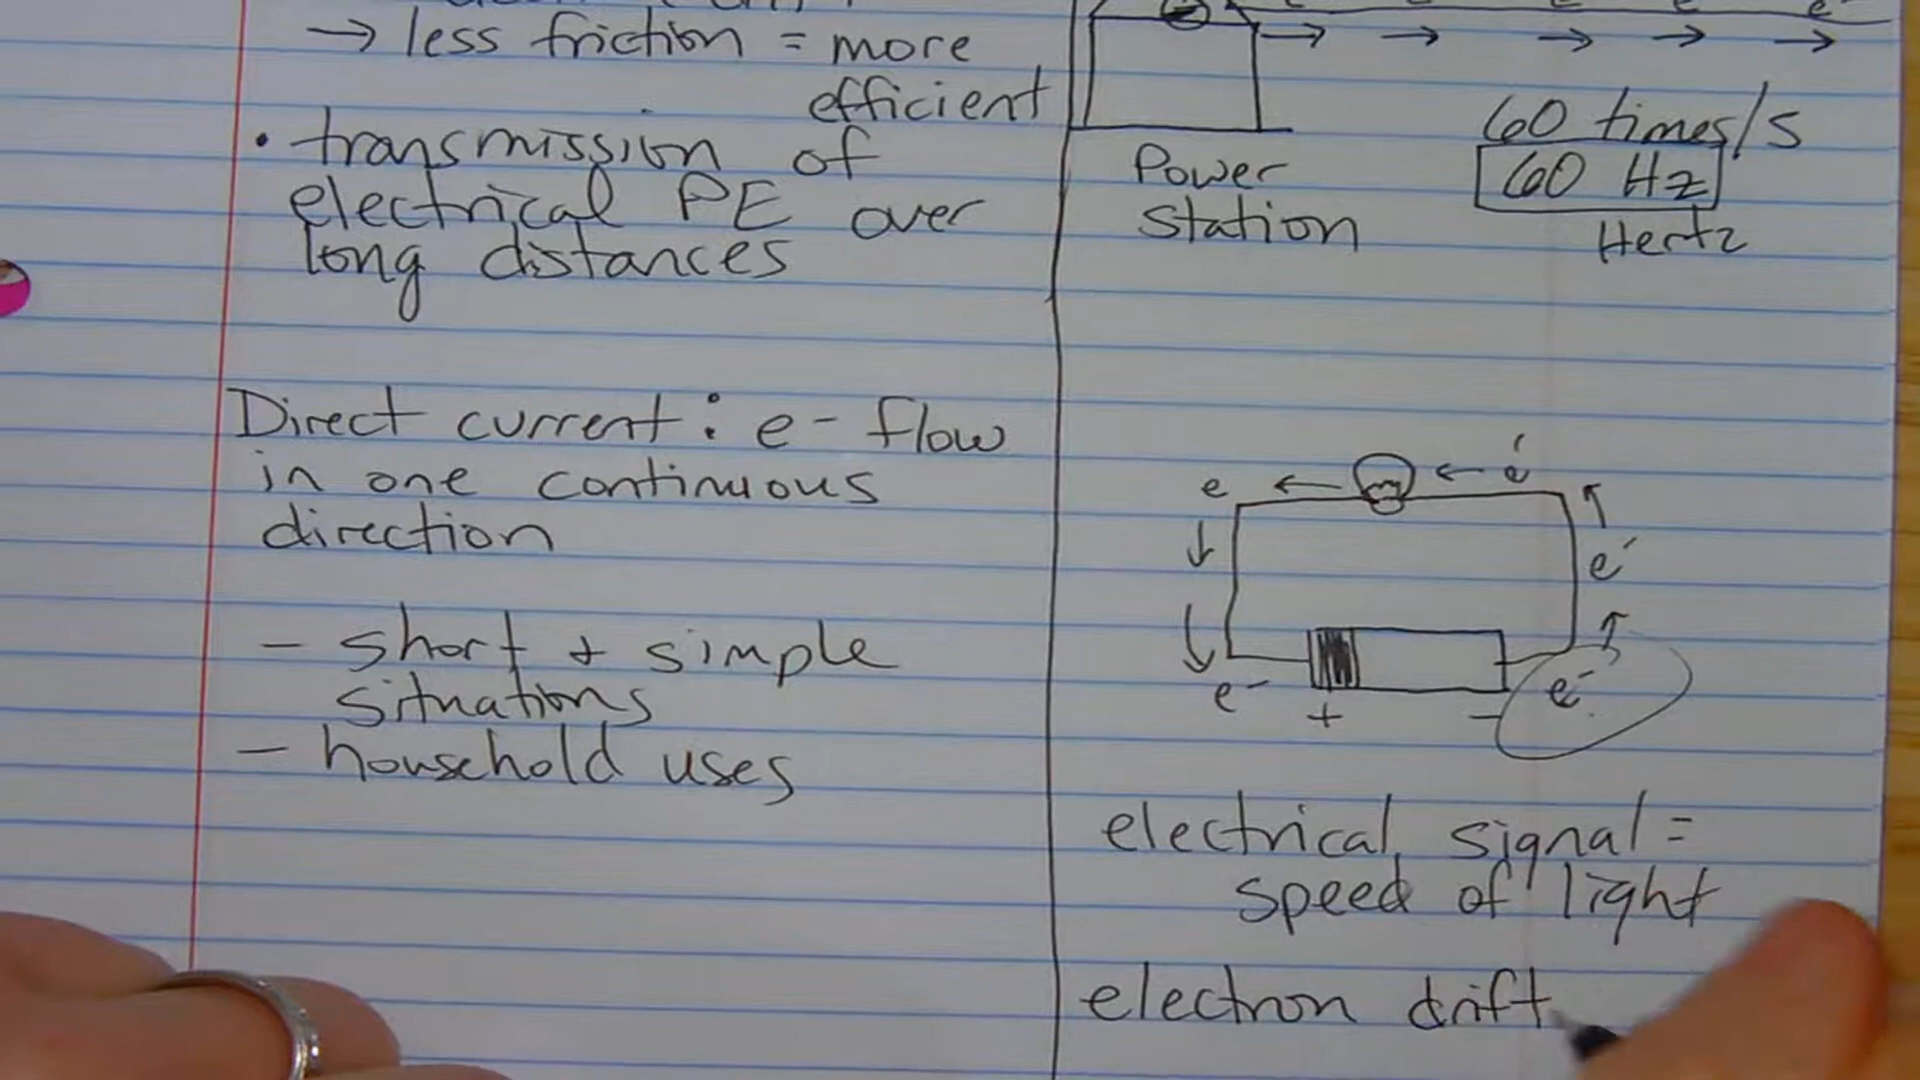 → less friction = more
efficient
• transmission of
electrical PE over
long distances
Direct current : e- flow
in one continuous
direction
- short + simple
situations
- household uses
e-
→ → → → →
60 times/s
60 Hz
Hertz
Power
Station
e ← ← e-
e-
e-
+ - e-
electrical signal =
speed of light
electron drift